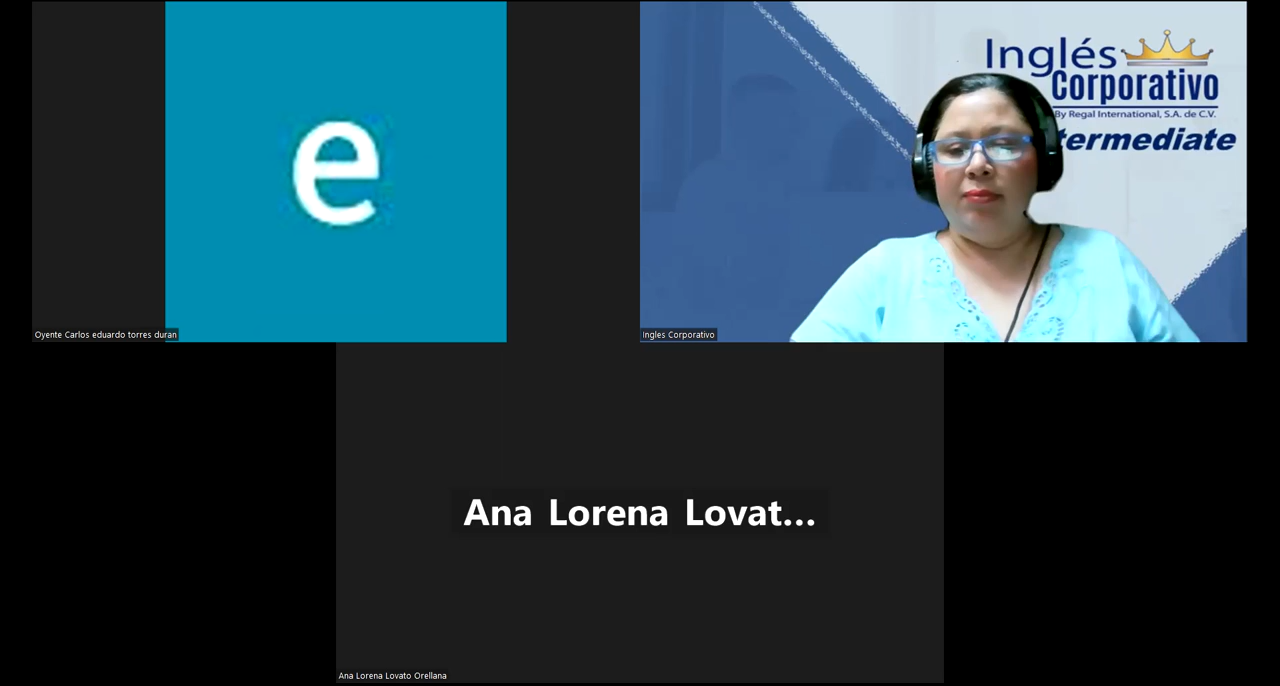 e
Oyente Carlos eduardo torres duran
Inglés
Corporativo
By Regal International, S.A. de C.V.
termediate
Ingles Corporativo
Ana Lorena Lovat...
Ana Lorena Lovato Orellana